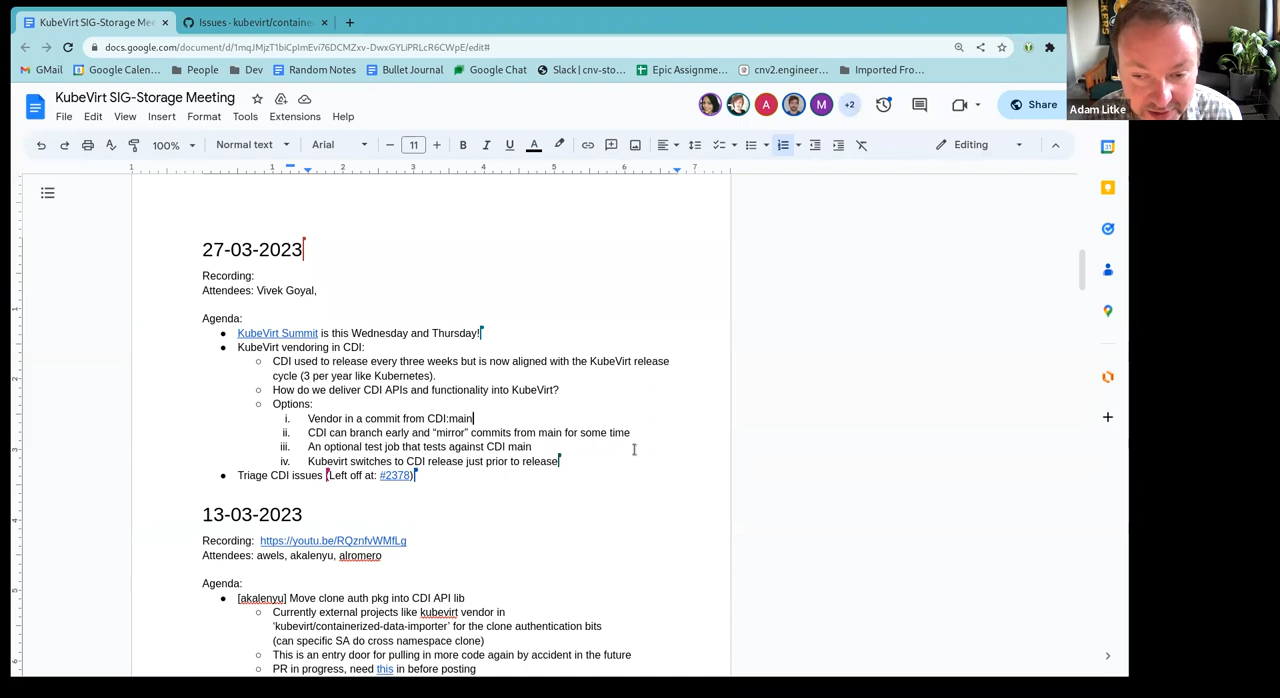 KubeVirt SIG-Storage Mee
Issues · kubevirt/containe
docs.google.com/document/d/1mqJMjzT1biCpImEvi76DCMZxv-DwxGYLiPRLcR6CWpE/edit#
GMail
Google Calen...
People
Dev
Random Notes
Bullet Journal
Google Chat
Slack | cnv-sto...
Epic Assignme...
cnv2.engineer...
Imported Fro...
KubeVirt SIG-Storage Meeting
File Edit View Insert Format Tools Extensions Help
A
M
+2
Share
Adam Litke
100%
Normal text
Arial
11
B I U A
Editing
1 1 2 3 4 5 6 7
27-03-2023
Recording:
Attendees: Vivek Goyal,
Agenda:
● KubeVirt Summit is this Wednesday and Thursday!
● KubeVirt vendoring in CDI:
○ CDI used to release every three weeks but is now aligned with the KubeVirt release
cycle (3 per year like Kubernetes).
○ How do we deliver CDI APIs and functionality into KubeVirt?
○ Options:
i. Vendor in a commit from CDI:main
ii. CDI can branch early and “mirror” commits from main for some time
iii. An optional test job that tests against CDI main
iv. Kubevirt switches to CDI release just prior to release
● Triage CDI issues (Left off at: #2378)
13-03-2023
Recording: https://youtu.be/RQznfvWMfLg
Attendees: awels, akalenyu, alromero
Agenda:
● [akalenyu] Move clone auth pkg into CDI API lib
○ Currently external projects like kubevirt vendor in
‘kubevirt/containerized-data-importer’ for the clone authentication bits
(can specific SA do cross namespace clone)
○ This is an entry door for pulling in more code again by accident in the future
○ PR in progress, need this in before posting